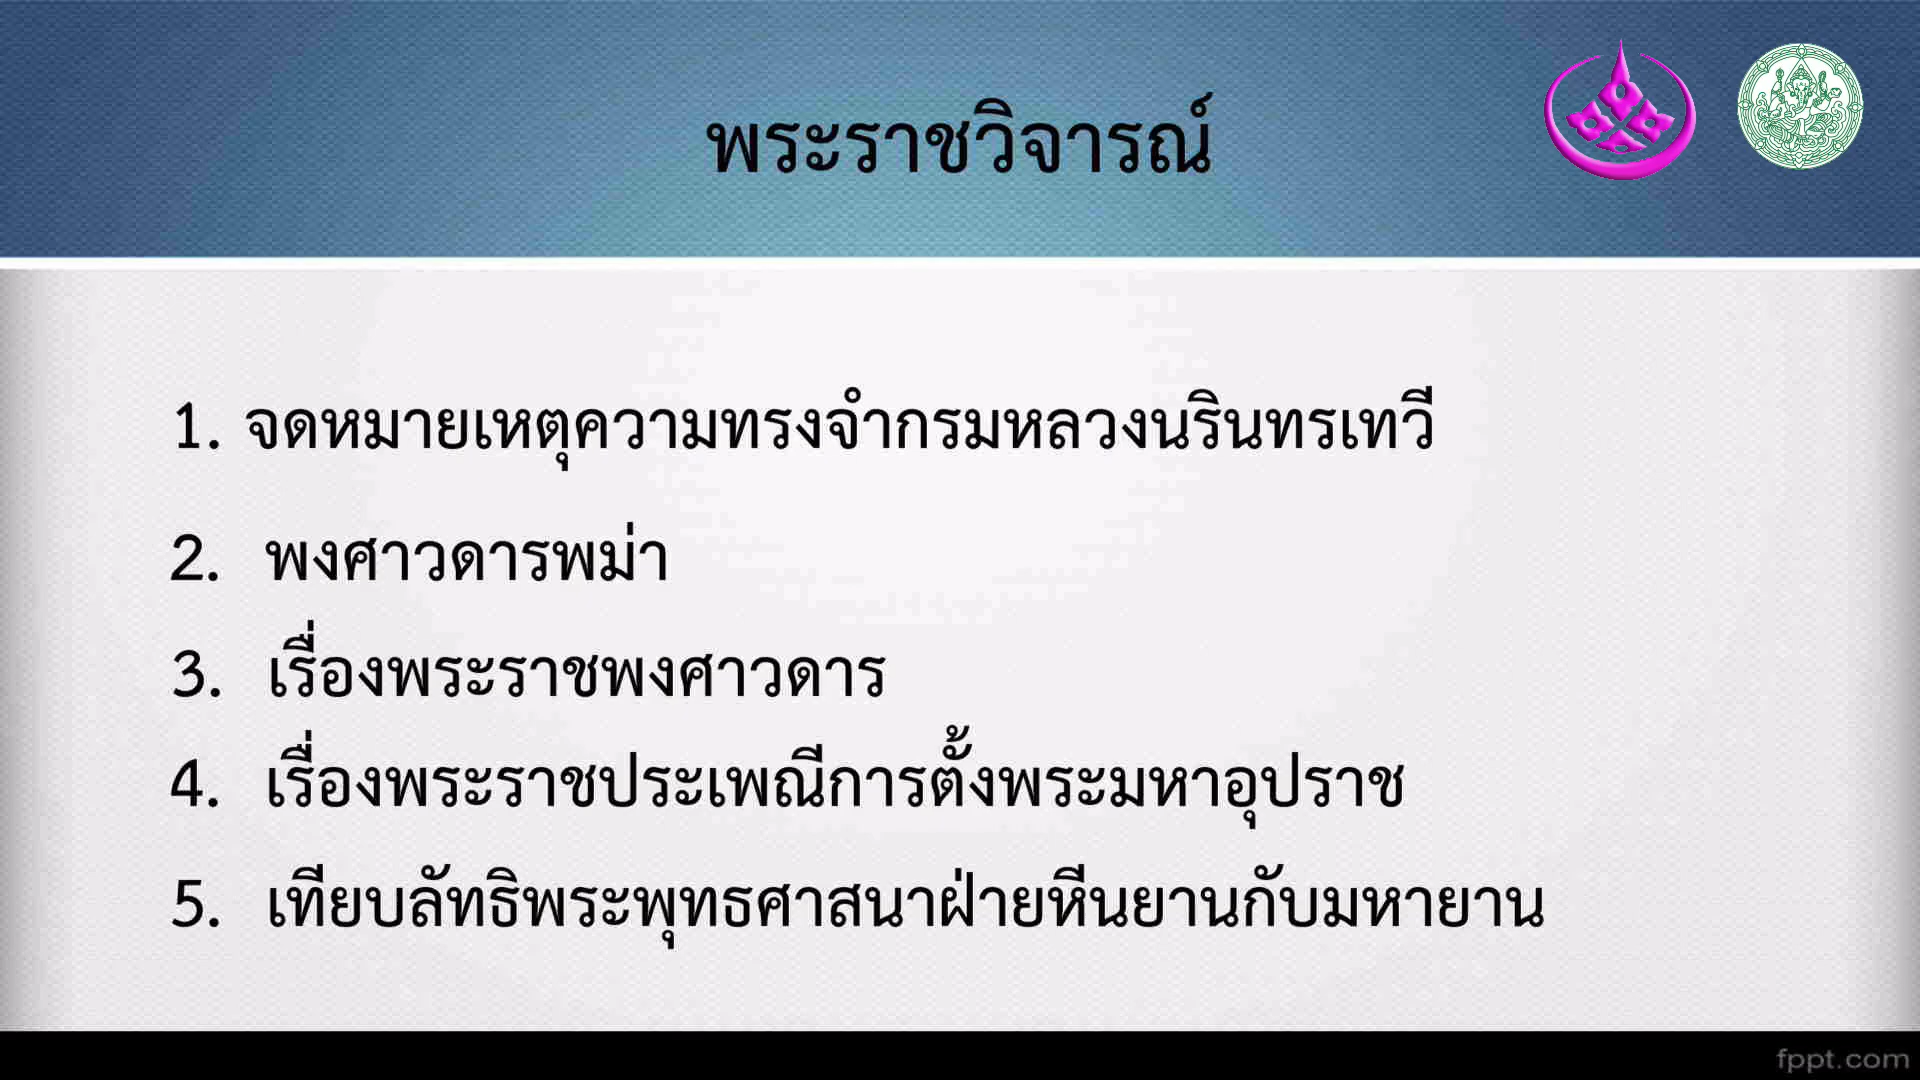 พระราชวิจารณ์
1. จดหมายเหตุความทรงจำกรมหลวงนรินทรเทวี
2. พงศาวดารพม่า
3. เรื่องพระราชพงศาวดาร
4. เรื่องพระราชประเพณีการตั้งพระมหาอุปราช
5. เทียบลัทธิพระพุทธศาสนาฝ่ายหีนยานกับมหายาน
fppt.com